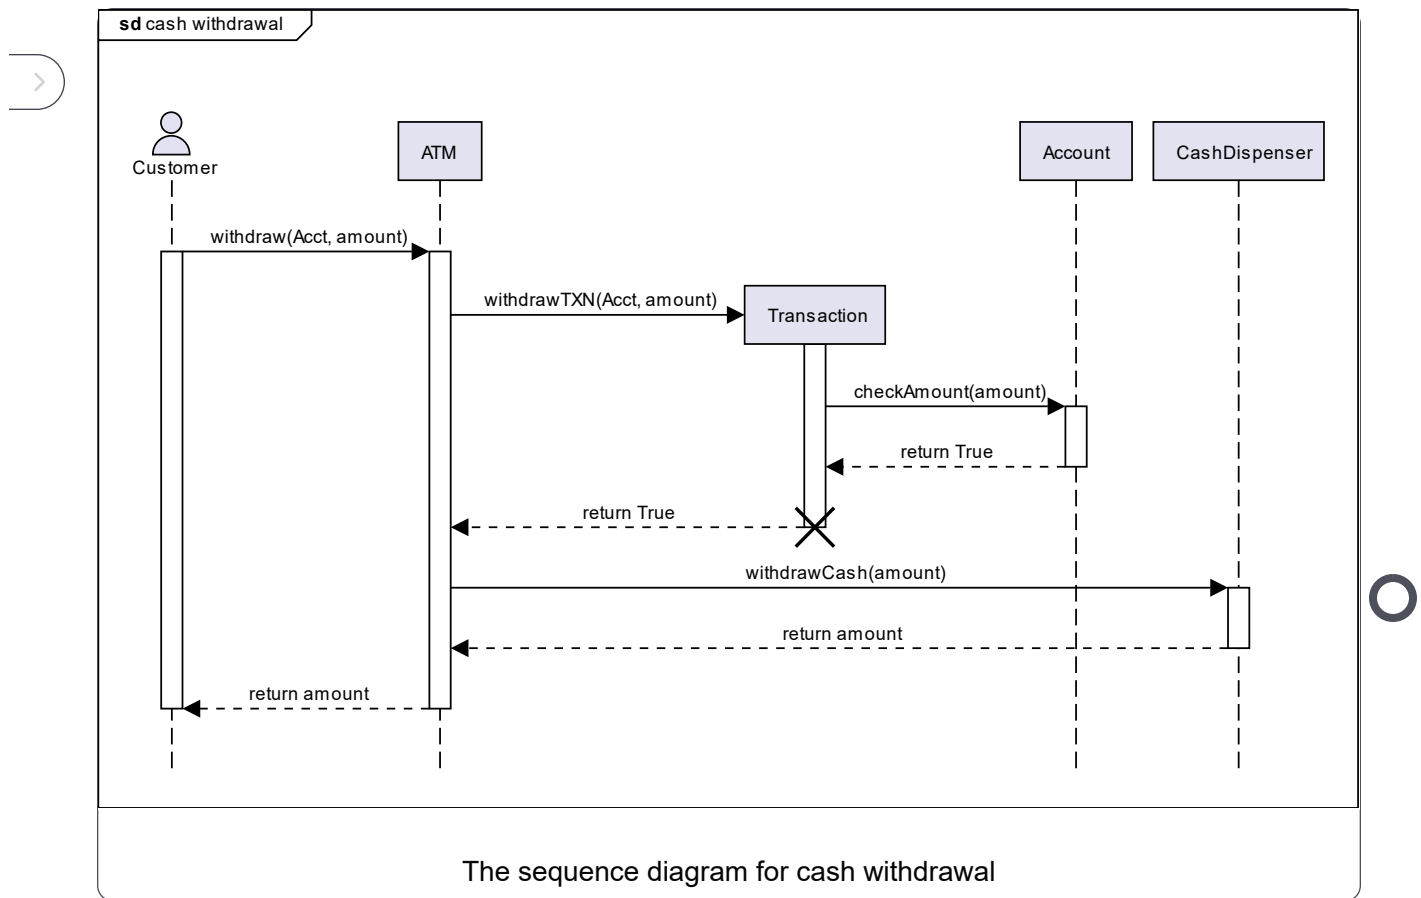 sd cash withdrawal
Customer
ATM
Account
CashDispenser
withdraw(Acct, amount)
withdrawTXN(Acct, amount)
Transaction
checkAmount(amount)
return True
return True
withdrawCash(amount)
return amount
return amount
The sequence diagram for cash withdrawal